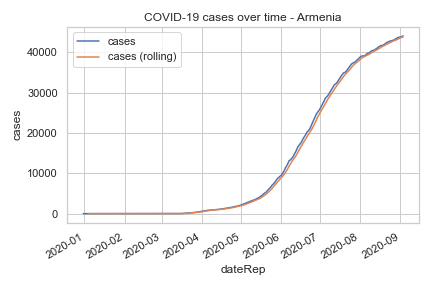 COVID-19 cases over time - Armenia
cases
cases (rolling)
40000
30000
20000
10000
0
cases
2020-01
2020-02
2020-03
2020-04
2020-05
2020-06
2020-07
2020-08
2020-09
dateRep